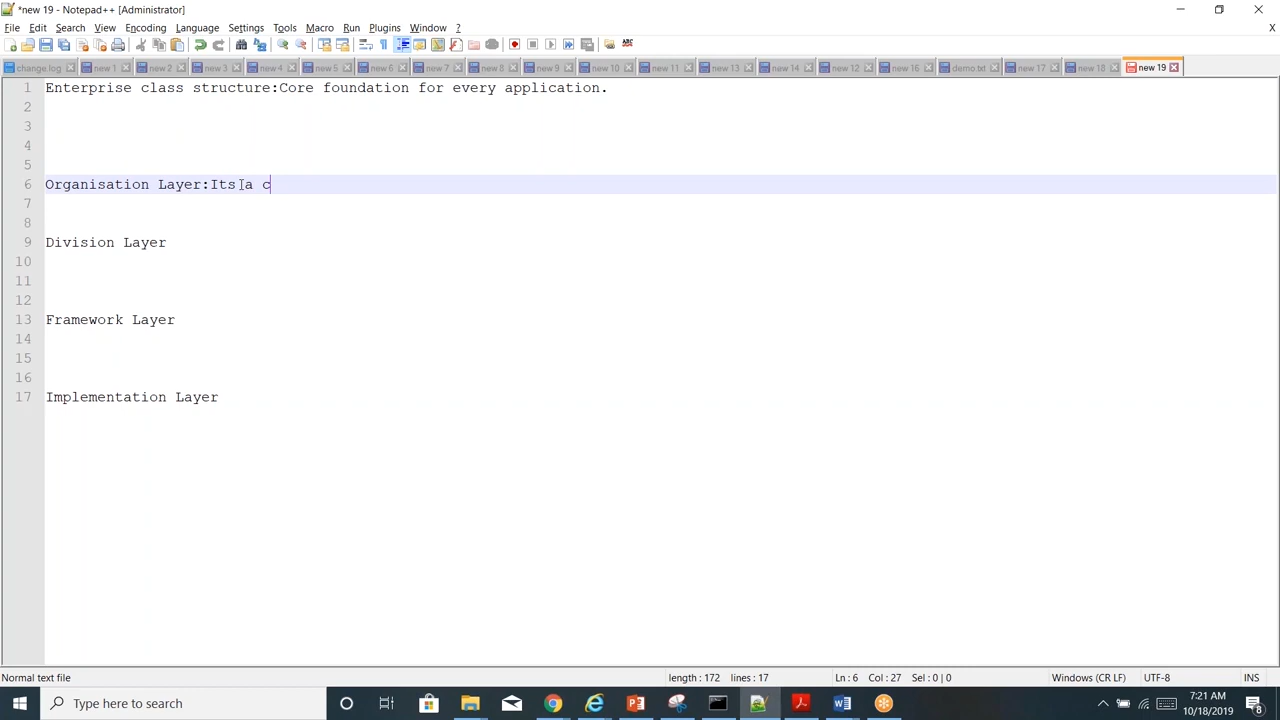 *new 19 - Notepad++ [Administrator]
File Edit Search View Encoding Language Settings Tools Macro Run Plugins Window ?
X
change.log new 1 new 2 new 3 new 4 new 5 new 6 new 7 new 8 new 9 new 10 new 11 new 13 new 14 new 12 new 16 demo.txt new 17 new 18 new 19
1 Enterprise class structure:Core foundation for every application.
2
3
4
5
6 Organisation Layer:Its a c
7
8
9 Division Layer
10
11
12
13 Framework Layer
14
15
16
17 Implementation Layer
Normal text file length : 172 lines : 17 Ln : 6 Col : 27 Sel : 0 | 0 Windows (CR LF) UTF-8 INS
Type here to search
7:21 AM
10/18/2019
8